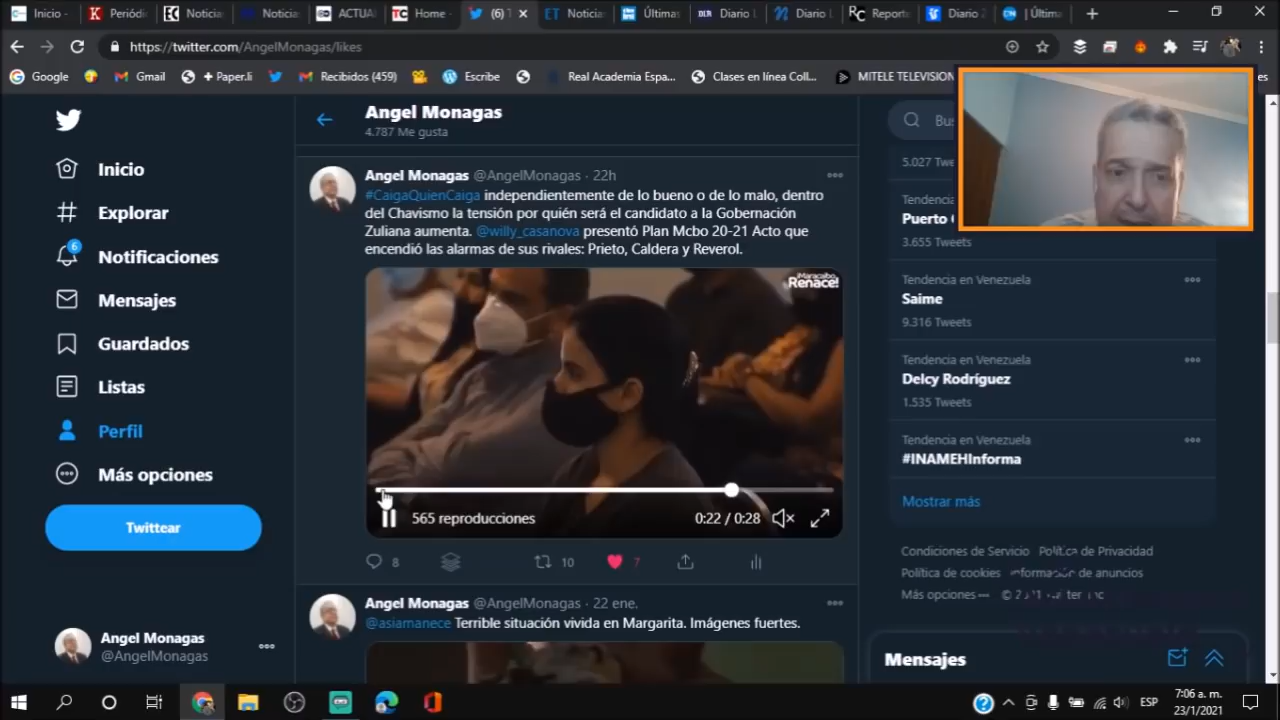 Inicio -
Periódi
Noticia
Noticia
ACTUA
Home -
(6) T
Noticia
Últimas
Diario L
Diario L
Reporte
Diario 2
| Última
https://twitter.com/AngelMonagas/likes
Google
Gmail
+ Paper.li
Recibidos (459)
Escribe
Real Academia Espa...
Clases en línea Coll...
MITELE TELEVISION
es
Inicio
Explorar
6
Notificaciones
Mensajes
Guardados
Listas
Perfil
Más opciones
Twittear
Angel Monagas
@AngelMonagas
Angel Monagas
4.787 Me gusta
Angel Monagas @AngelMonagas · 22h
#CaigaQuienCaiga independientemente de lo bueno o de lo malo, dentro
del Chavismo la tensión por quién será el candidato a la Gobernación
Zuliana aumenta. @willy_casanova presentó Plan Mcbo 20-21 Acto que
encendió las alarmas de sus rivales: Prieto, Caldera y Reverol.
¡Maracaibo
Renace!
565 reproducciones
0:22 / 0:28
8
10
7
Angel Monagas @AngelMonagas · 22 ene.
@asiamanece Terrible situación vivida en Margarita. Imágenes fuertes.
Bus
5.027 Twe
Tendencia
Puerto
3.655 Tweets
Tendencia en Venezuela
Saime
9.316 Tweets
Tendencia en Venezuela
Delcy Rodríguez
1.535 Tweets
Tendencia en Venezuela
#INAMEHInforma
Mostrar más
Condiciones de Servicio Política de Privacidad
Política de cookies Información de anuncios
Más opciones
Mensajes
ESP
7:06 a. m.
23/1/2021